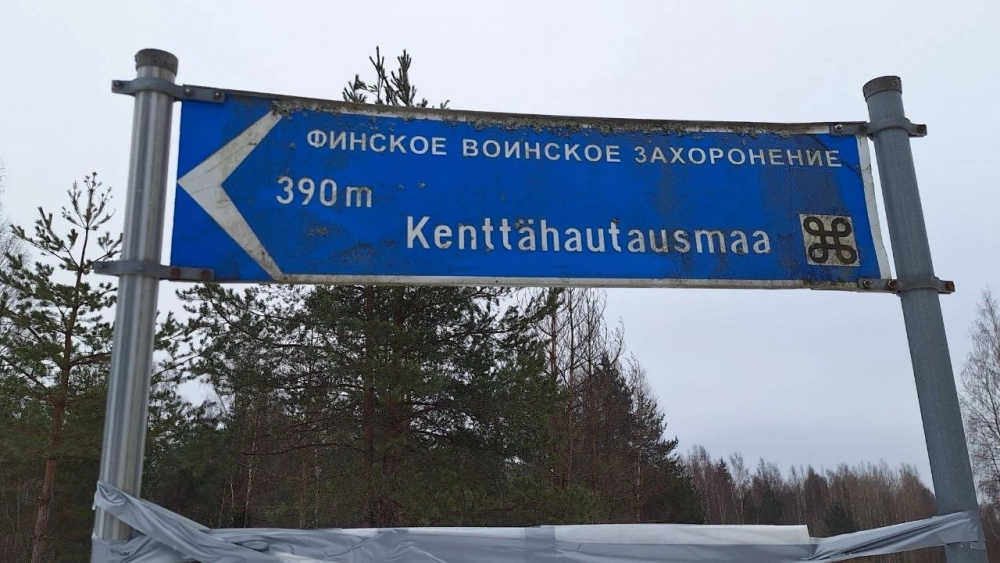 ФИНСКОЕ ВОИНСКОЕ ЗАХОРОНЕНИЕ
390 m
Kenttähautausmaa